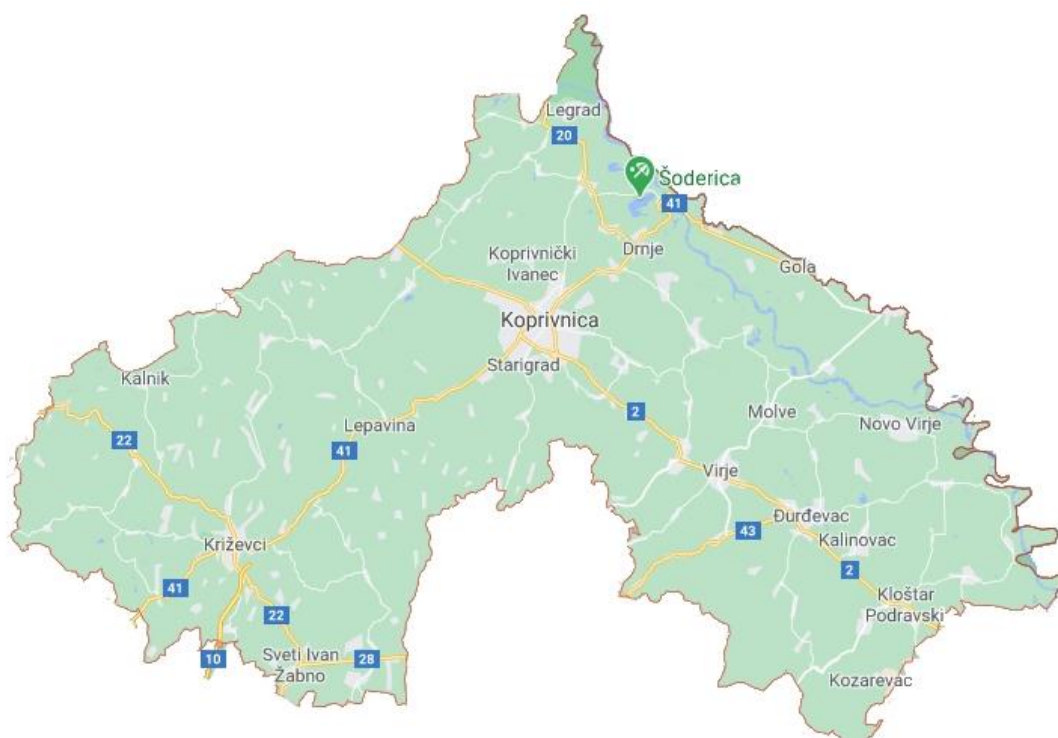 Legrad
20
Šoderica
41
Drnje
Koprivnički
Ivanec
Gola
Koprivnica
Starigrad
Kalnik
Lepavina
2
Molve
Novo Virje
22
41
Virje
Đurđevac
43
Kalinovac
Križevci
2
41
Kloštar
Podravski
22
10
Sveti Ivan
Žabno
28
Kozarevac